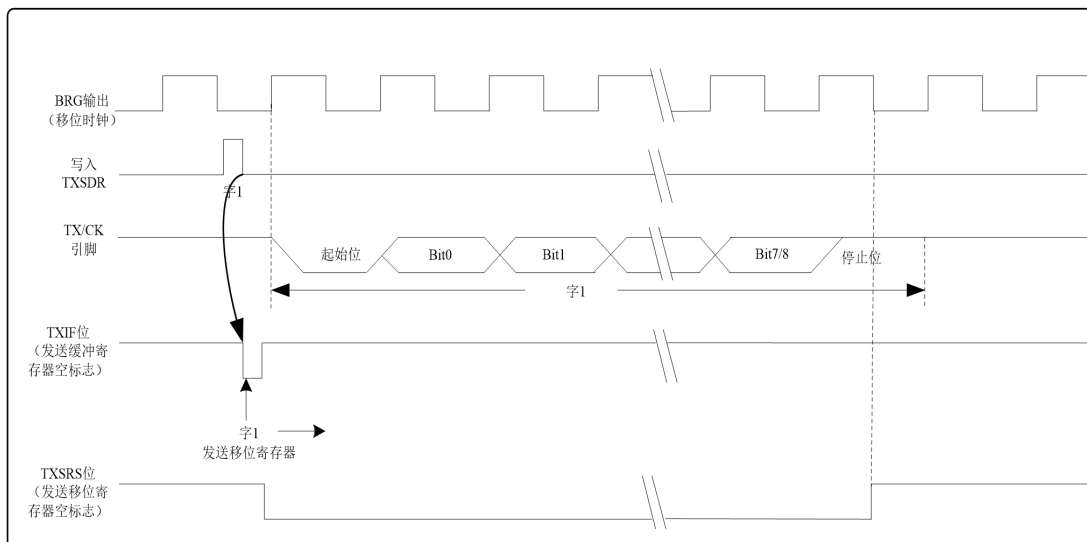 BRG输出
（移位时钟）
写入
TXSDR
字1
TX/CK
引脚
起始位
Bit0
Bit1
Bit7/8
停止位
字1
TXIF位
（发送缓冲寄
存器空标志）
字1
发送移位寄存器
TXSRS位
（发送移位寄
存器空标志）